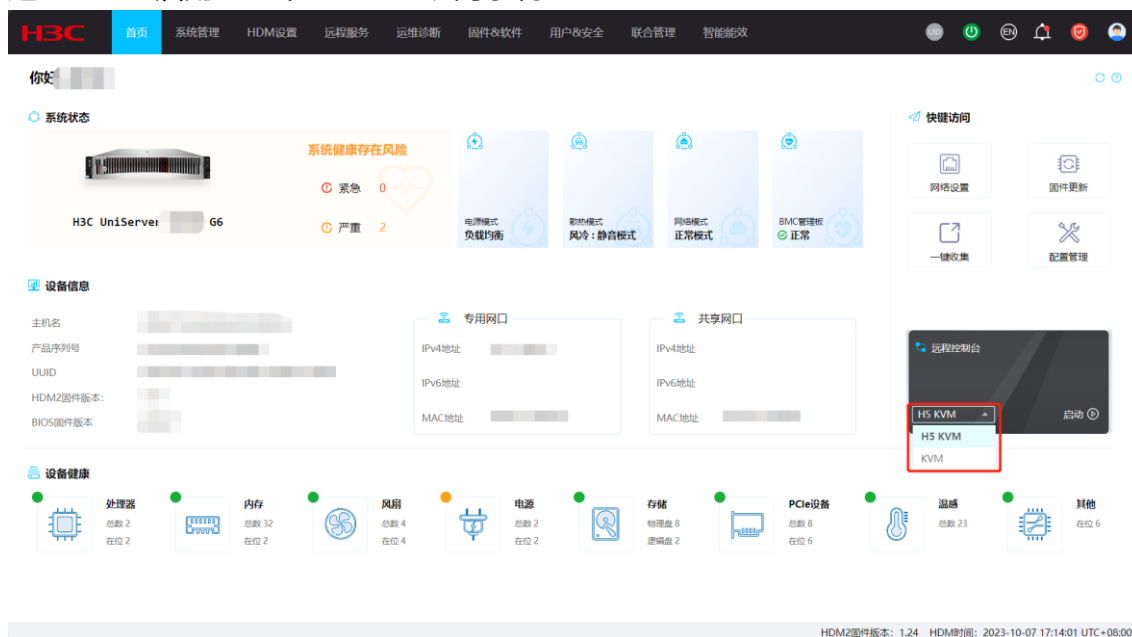 H3C 首页 系统管理 HDM设置 远程服务 运维诊断 固件&软件 用户&安全 联合管理 智能能效 UID EN
你好
系统状态
快捷访问
系统健康存在风险
紧急 0
严重 2
电源模式
负载均衡
散热模式
风冷：静音模式
网络模式
正常模式
BMC管理板
正常
H3C UniServer G6
网络设置
固件更新
一键收集
配置管理
设备信息
主机名
产品序列号
UUID
HDM2固件版本:
BIOS固件版本
专用网口
IPv4地址
IPv6地址
MAC地址
共享网口
IPv4地址
IPv6地址
MAC地址
远程控制台
H5 KVM 启动
H5 KVM
KVM
设备健康
处理器
总数 2
在位 2
内存
总数 32
在位 2
风扇
总数 4
在位 4
电源
总数 2
在位 2
存储
物理盘 8
逻辑盘 2
PCIe设备
总数 8
在位 6
温感
总数 23
其他
在位 6
HDM2固件版本: 1.24 HDM时间: 2023-10-07 17:14:01 UTC+08:00